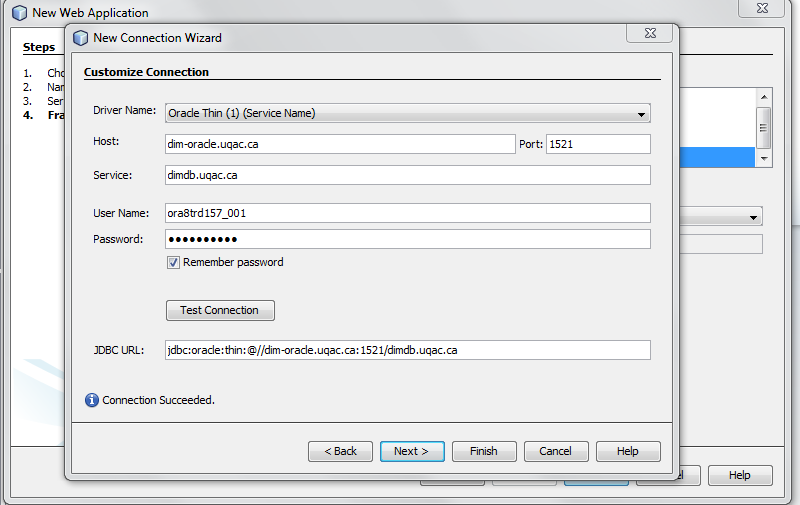 New Web Application
New Connection Wizard
Steps
1. Cho
2. Nar
3. Ser
4. Fra
Customize Connection
Driver Name: Oracle Thin (1) (Service Name)
Host: dim-oracle.uqac.ca Port: 1521
Service: dimdb.uqac.ca
User Name: ora8trd157_001
Password: ●●●●●●●●●●
Remember password
Test Connection
JDBC URL: jdbc:oracle:thin:@//dim-oracle.uqac.ca:1521/dimdb.uqac.ca
Connection Succeeded.
< Back Next > Finish Cancel Help
el Help